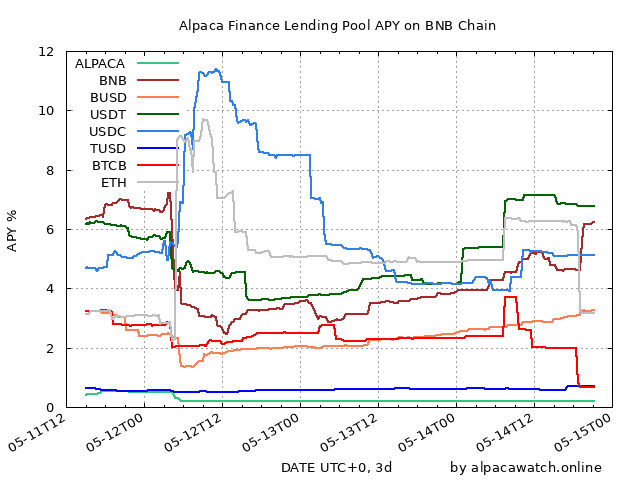 Alpaca Finance Lending Pool APY on BNB Chain
12
10
8
6
4
2
0
APY %
ALPACA
BNB
BUSD
USDT
USDC
TUSD
BTCB
ETH
05-11T12
05-12T00
05-12T12
05-13T00
05-13T12
05-14T00
05-14T12
05-15T00
DATE UTC+0, 3d
by alpacawatch.online